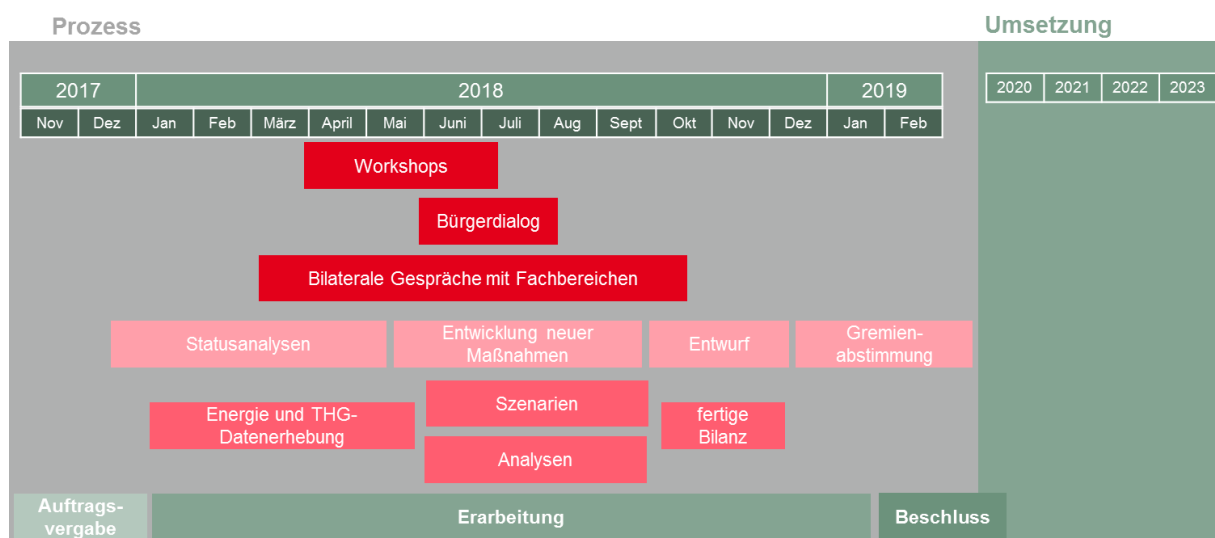 Prozess
Umsetzung
2017
2018
2019
2020
2021
2022
2023
Nov
Dez
Jan
Feb
März
April
Mai
Juni
Juli
Aug
Sept
Okt
Nov
Dez
Jan
Feb
Workshops
Bürgerdialog
Bilaterale Gespräche mit Fachbereichen
Statusanalysen
Entwicklung neuer
Maßnahmen
Entwurf
Gremien-
abstimmung
Energie und THG-
Datenerhebung
Szenarien
Analysen
fertige
Bilanz
Auftrags-
vergabe
Erarbeitung
Beschluss